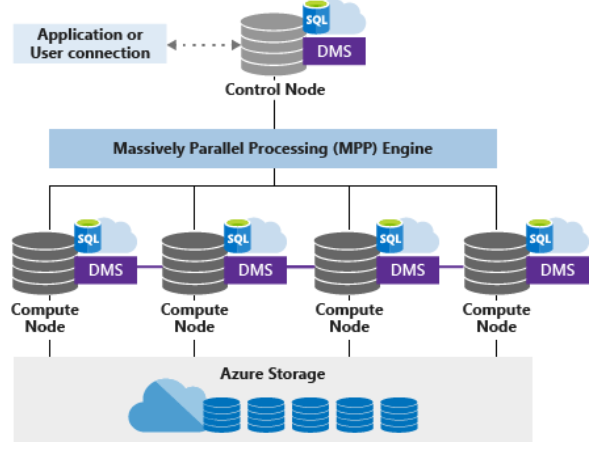 SQL
Application or
User connection
DMS
Control Node
Massively Parallel Processing (MPP) Engine
SQL
SQL
SQL
SQL
DMS
DMS
DMS
DMS
Compute
Node
Compute
Node
Compute
Node
Compute
Node
Azure Storage